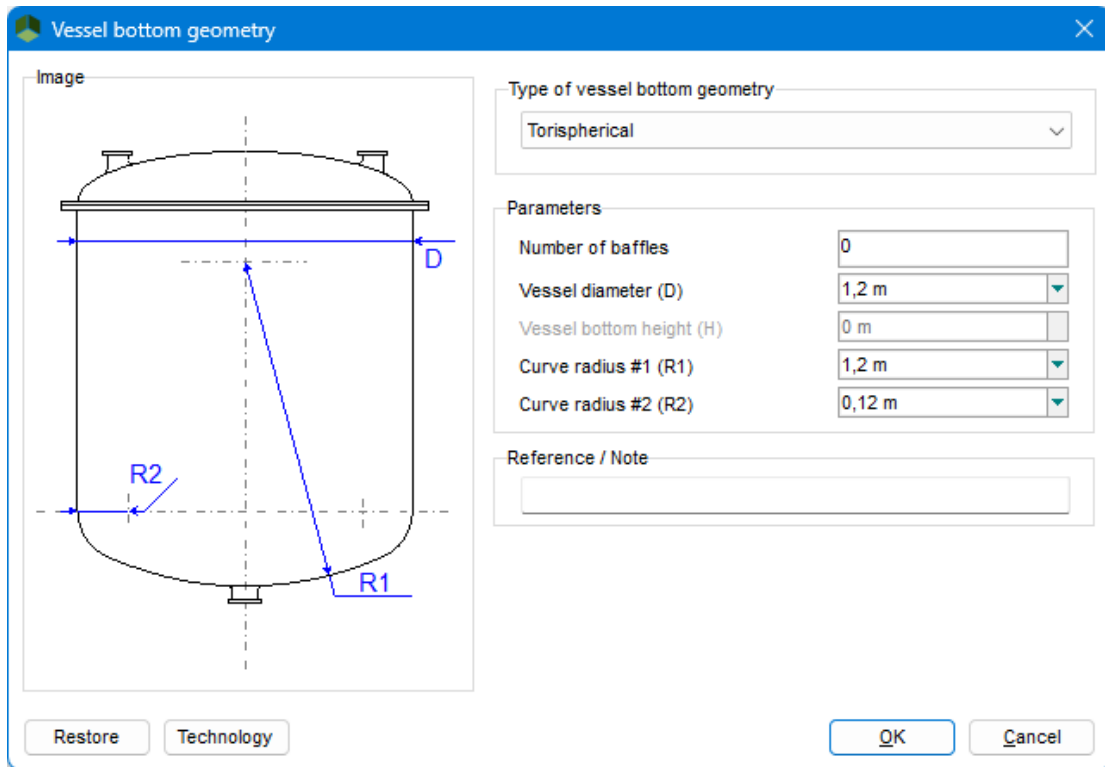 Vessel bottom geometry
Image
D
R2
R1
Type of vessel bottom geometry
Torispherical
Parameters
Number of baffles 0
Vessel diameter (D) 1,2 m
Vessel bottom height (H) 0 m
Curve radius #1 (R1) 1,2 m
Curve radius #2 (R2) 0,12 m
Reference / Note
Restore Technology OK Cancel